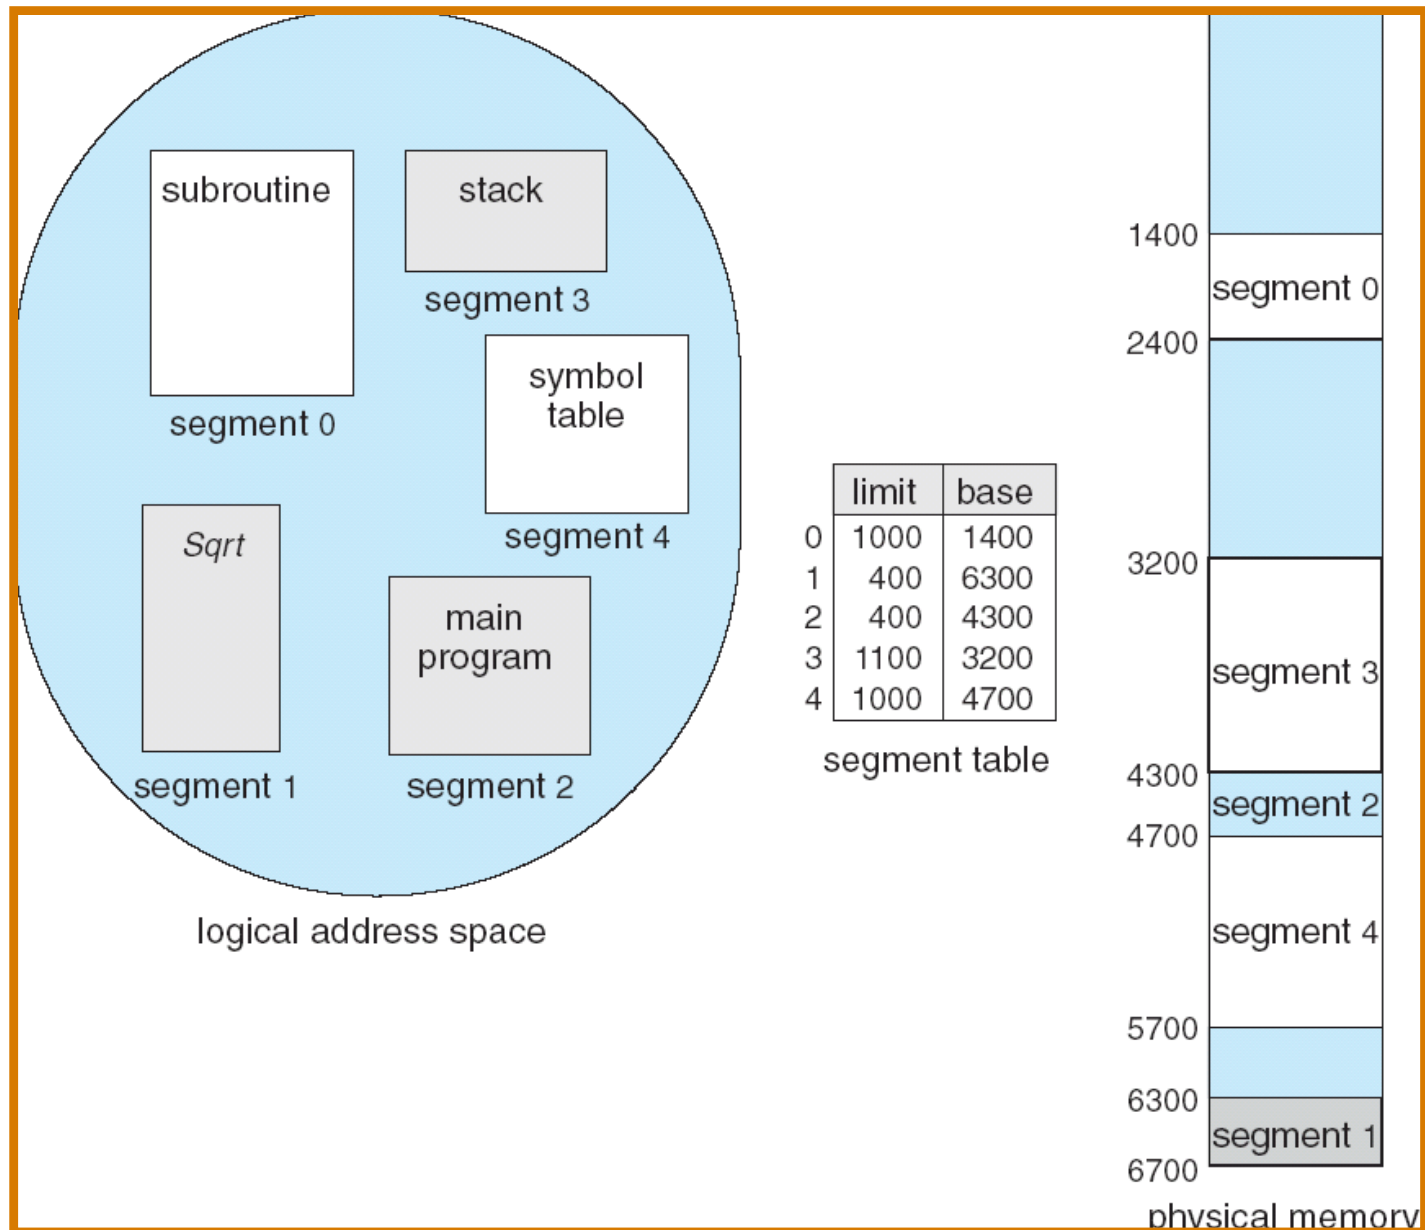 subroutine
segment 0
stack
segment 3
symbol
table
segment 4
Sqrt
segment 1
main
program
segment 2
logical address space
limit base
0 1000 1400
1 400 6300
2 400 4300
3 1100 3200
4 1000 4700
segment table
1400
segment 0
2400
3200
segment 3
4300
segment 2
4700
segment 4
5700
6300
segment 1
6700
physical memory